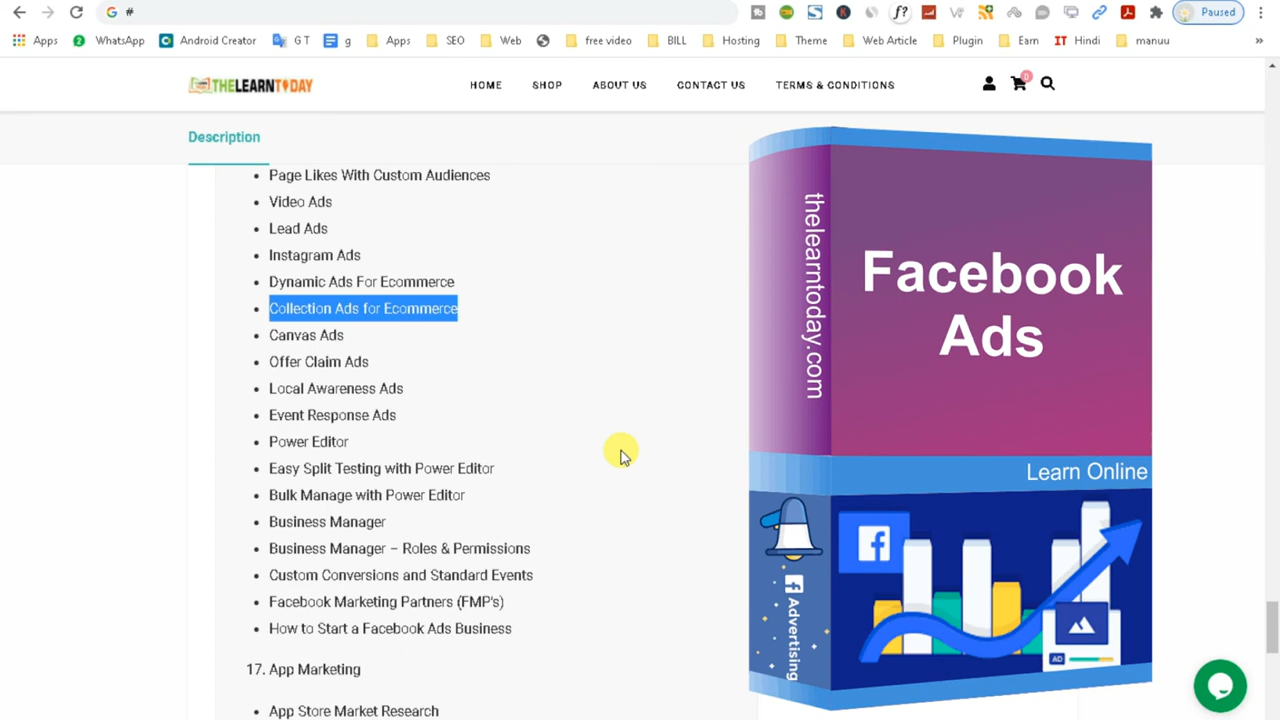 #
f?
Paused
Apps
WhatsApp
Android Creator
G T
g
Apps
SEO
Web
free video
BILL
Hosting
Theme
Web Article
Plugin
Earn
IT Hindi
manuu
»
THELEARNTODAY
HOME
SHOP
ABOUT US
CONTACT US
TERMS & CONDITIONS
0
Description
• Page Likes With Custom Audiences
• Video Ads
• Lead Ads
• Instagram Ads
• Dynamic Ads For Ecommerce
• Collection Ads for Ecommerce
• Canvas Ads
• Offer Claim Ads
• Local Awareness Ads
• Event Response Ads
• Power Editor
• Easy Split Testing with Power Editor
• Bulk Manage with Power Editor
• Business Manager
• Business Manager – Roles & Permissions
• Custom Conversions and Standard Events
• Facebook Marketing Partners (FMP's)
• How to Start a Facebook Ads Business
17. App Marketing
• App Store Market Research
thelearntoday.com
Facebook
Ads
Learn Online
Advertising
AD